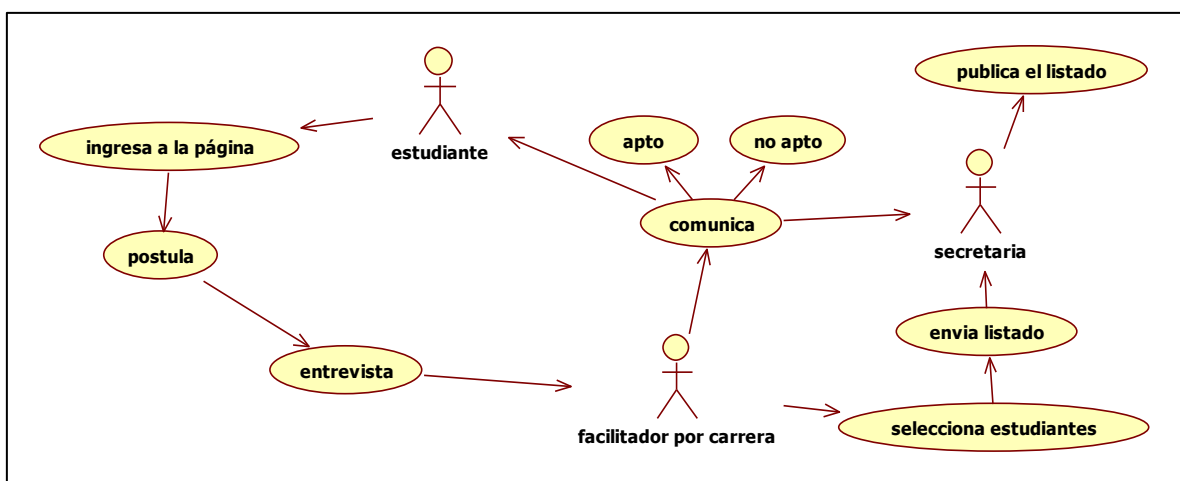 publica el listado
estudiante
ingresa a la página
apto
no apto
comunica
secretaria
postula
envia listado
entrevista
facilitador por carrera
selecciona estudiantes